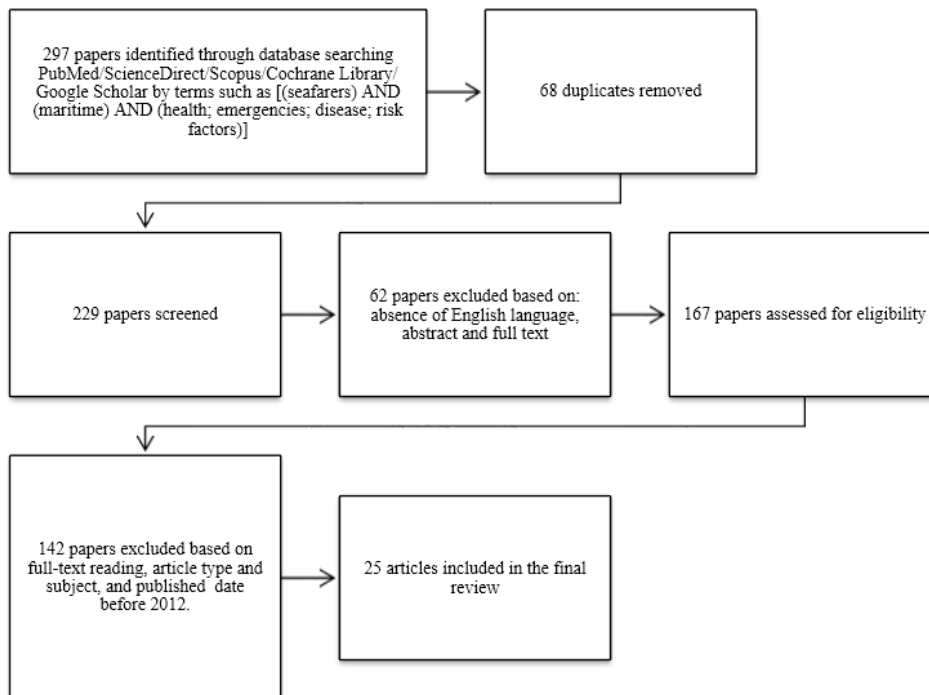 297 papers identified through database searching
PubMed/ScienceDirect/Scopus/Cochrane Library/
Google Scholar by terms such as [(seafarers) AND
(maritime) AND (health; emergencies; disease; risk
factors)]
68 duplicates removed
229 papers screened
62 papers excluded based on:
absence of English language,
abstract and full text
167 papers assessed for eligibility
142 papers excluded based on
full-text reading, article type and
subject, and published date
before 2012.
25 articles included in the final
review